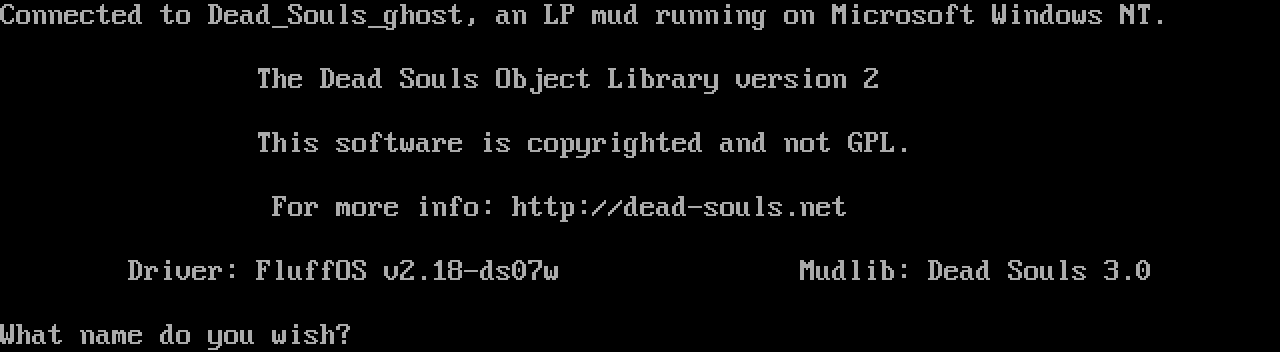 Connected to Dead_Souls_ghost, an LP mud running on Microsoft Windows NT.
The Dead Souls Object Library version 2
This software is copyrighted and not GPL.
For more info: http://dead-souls.net
Driver: FluffOS v2.18-ds07w Mudlib: Dead Souls 3.0
What name do you wish?